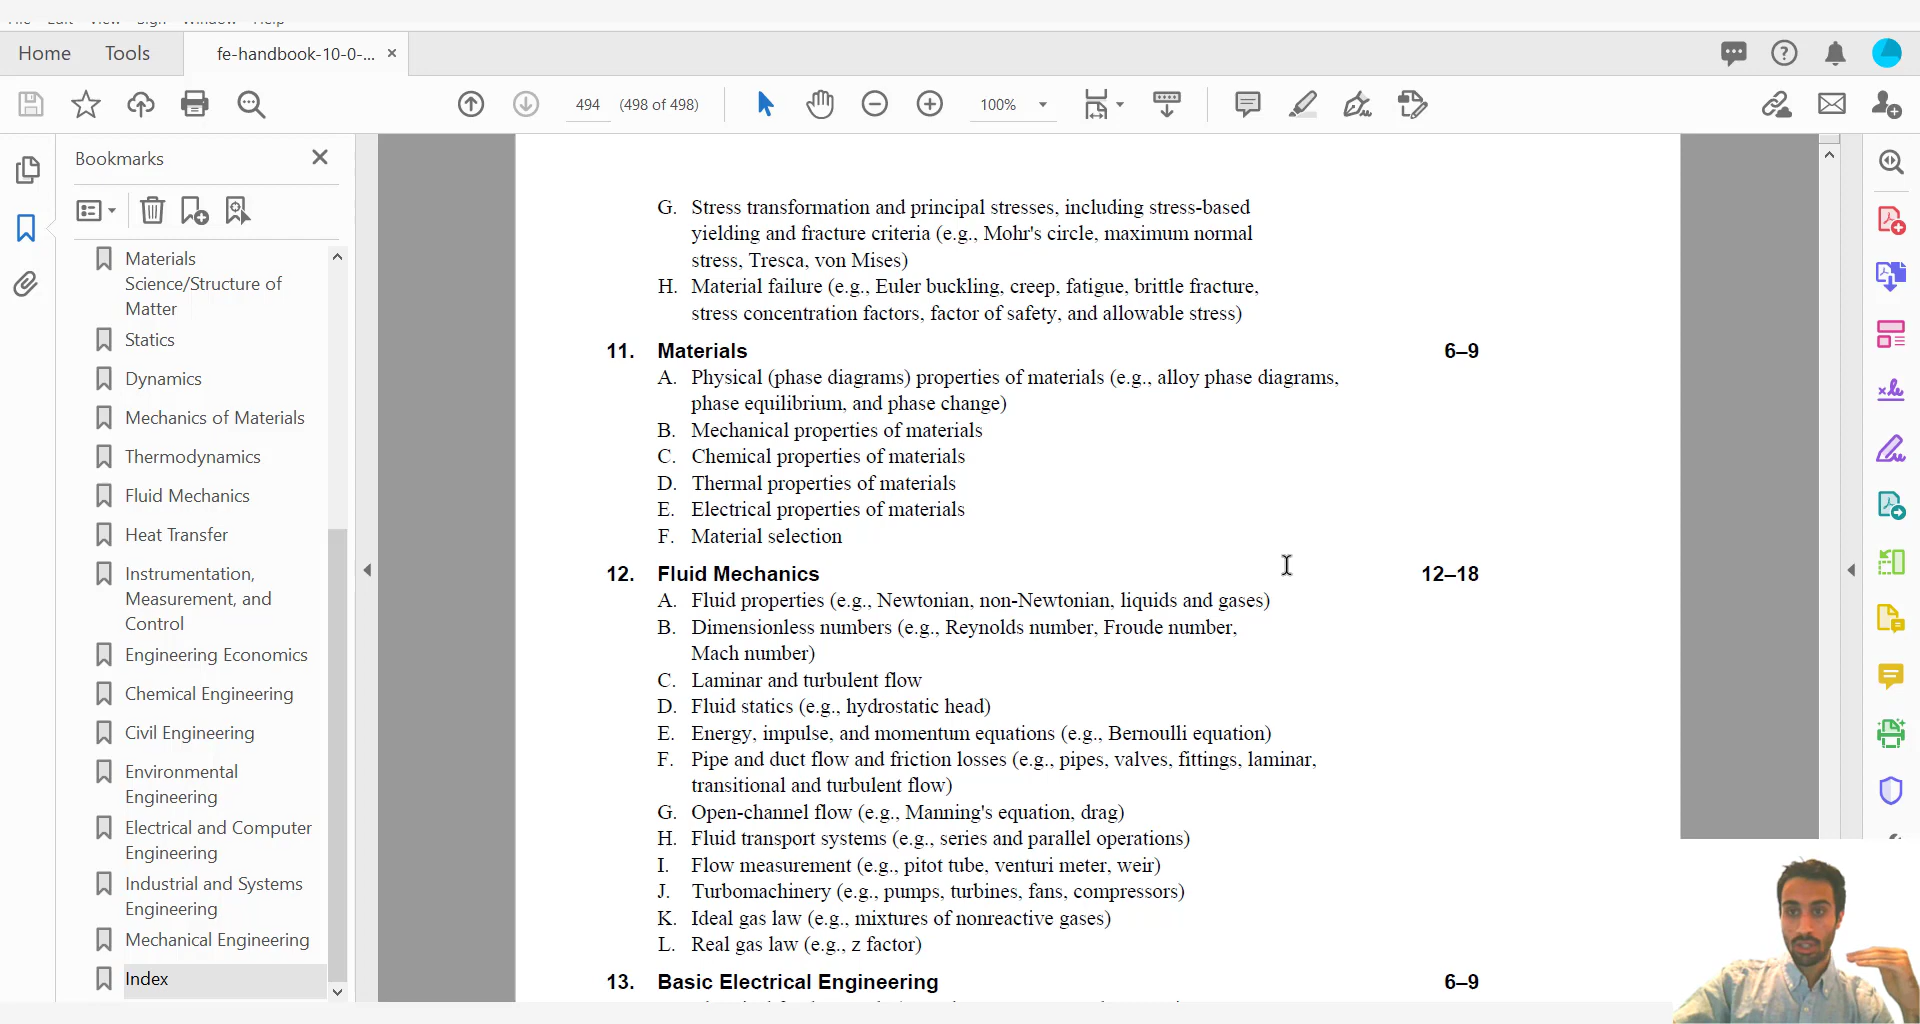 Home
Tools
fe-handbook-10-0-...
494
(498 of 498)
100%
Bookmarks
Materials
Science/Structure of
Matter
Statics
Dynamics
Mechanics of Materials
Thermodynamics
Fluid Mechanics
Heat Transfer
Instrumentation,
Measurement, and
Control
Engineering Economics
Chemical Engineering
Civil Engineering
Environmental
Engineering
Electrical and Computer
Engineering
Industrial and Systems
Engineering
Mechanical Engineering
Index
G. Stress transformation and principal stresses, including stress-based
yielding and fracture criteria (e.g., Mohr's circle, maximum normal
stress, Tresca, von Mises)
H. Material failure (e.g., Euler buckling, creep, fatigue, brittle fracture,
stress concentration factors, factor of safety, and allowable stress)
11. Materials 6–9
A. Physical (phase diagrams) properties of materials (e.g., alloy phase diagrams,
phase equilibrium, and phase change)
B. Mechanical properties of materials
C. Chemical properties of materials
D. Thermal properties of materials
E. Electrical properties of materials
F. Material selection
12. Fluid Mechanics 12–18
A. Fluid properties (e.g., Newtonian, non-Newtonian, liquids and gases)
B. Dimensionless numbers (e.g., Reynolds number, Froude number,
Mach number)
C. Laminar and turbulent flow
D. Fluid statics (e.g., hydrostatic head)
E. Energy, impulse, and momentum equations (e.g., Bernoulli equation)
F. Pipe and duct flow and friction losses (e.g., pipes, valves, fittings, laminar,
transitional and turbulent flow)
G. Open-channel flow (e.g., Manning's equation, drag)
H. Fluid transport systems (e.g., series and parallel operations)
I. Flow measurement (e.g., pitot tube, venturi meter, weir)
J. Turbomachinery (e.g., pumps, turbines, fans, compressors)
K. Ideal gas law (e.g., mixtures of nonreactive gases)
L. Real gas law (e.g., z factor)
13. Basic Electrical Engineering 6–9